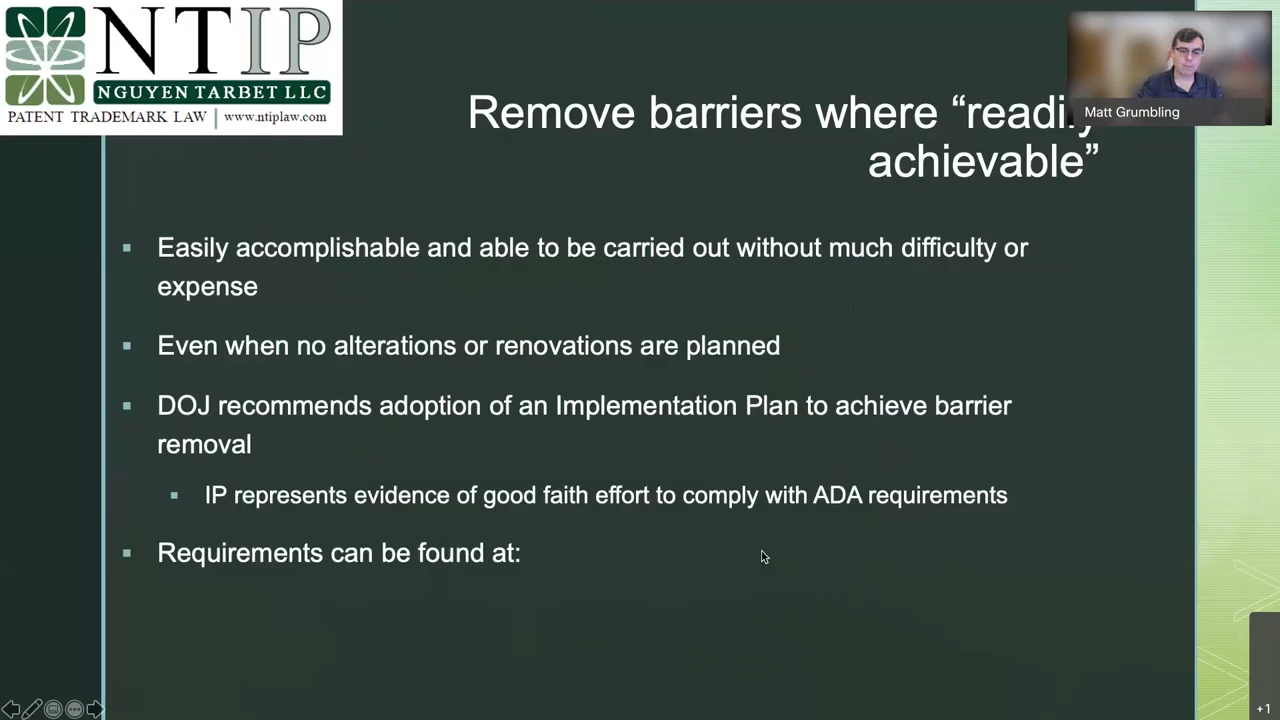 NTIP
NGUYEN TARBET LLC
PATENT TRADEMARK LAW | www.ntiplaw.com
Matt Grumbling
Remove barriers where “readily
achievable”
▪ Easily accomplishable and able to be carried out without much difficulty or
expense
▪ Even when no alterations or renovations are planned
▪ DOJ recommends adoption of an Implementation Plan to achieve barrier
removal
▪ IP represents evidence of good faith effort to comply with ADA requirements
▪ Requirements can be found at:
+1